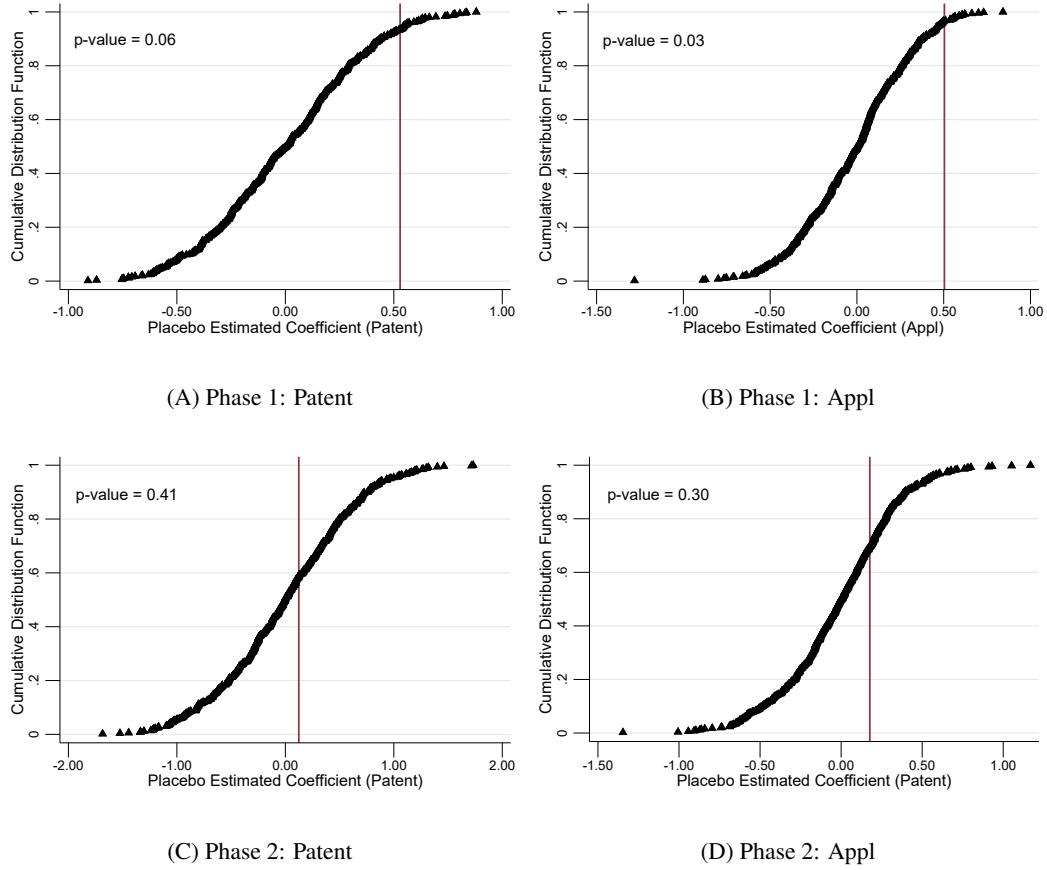 Cumulative Distribution Function
1
.8
.6
.4
.2
0
p-value = 0.06
-1.00 -0.50 0.00 0.50 1.00
Placebo Estimated Coefficient (Patent)
(A) Phase 1: Patent
Cumulative Distribution Function
1
.8
.6
.4
.2
0
p-value = 0.03
-1.50 -1.00 -0.50 0.00 0.50 1.00
Placebo Estimated Coefficient (Appl)
(B) Phase 1: Appl
Cumulative Distribution Function
1
.8
.6
.4
.2
0
p-value = 0.41
-2.00 -1.00 0.00 1.00 2.00
Placebo Estimated Coefficient (Patent)
(C) Phase 2: Patent
Cumulative Distribution Function
1
.8
.6
.4
.2
0
p-value = 0.30
-1.50 -1.00 -0.50 0.00 0.50 1.00
Placebo Estimated Coefficient (Patent)
(D) Phase 2: Appl